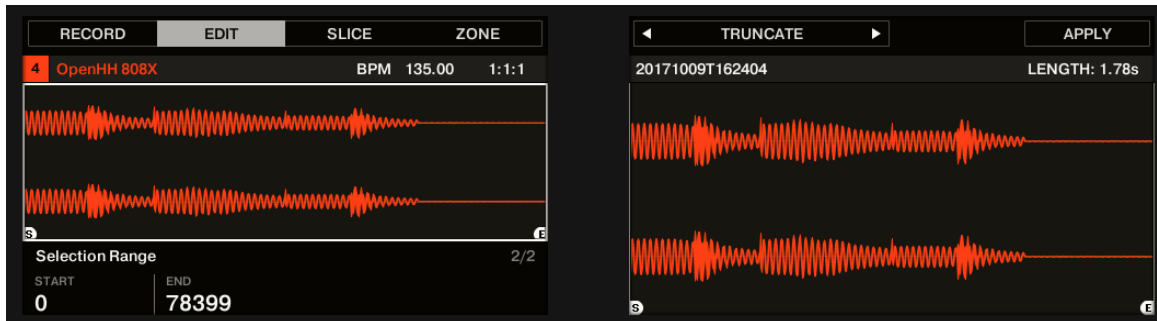 RECORD EDIT SLICE ZONE
4 OpenHH 808X BPM 135.00 1:1:1
S E
Selection Range 2/2
START END
0 78399
◀ TRUNCATE ▶ APPLY
20171009T162404 LENGTH: 1.78s
S E